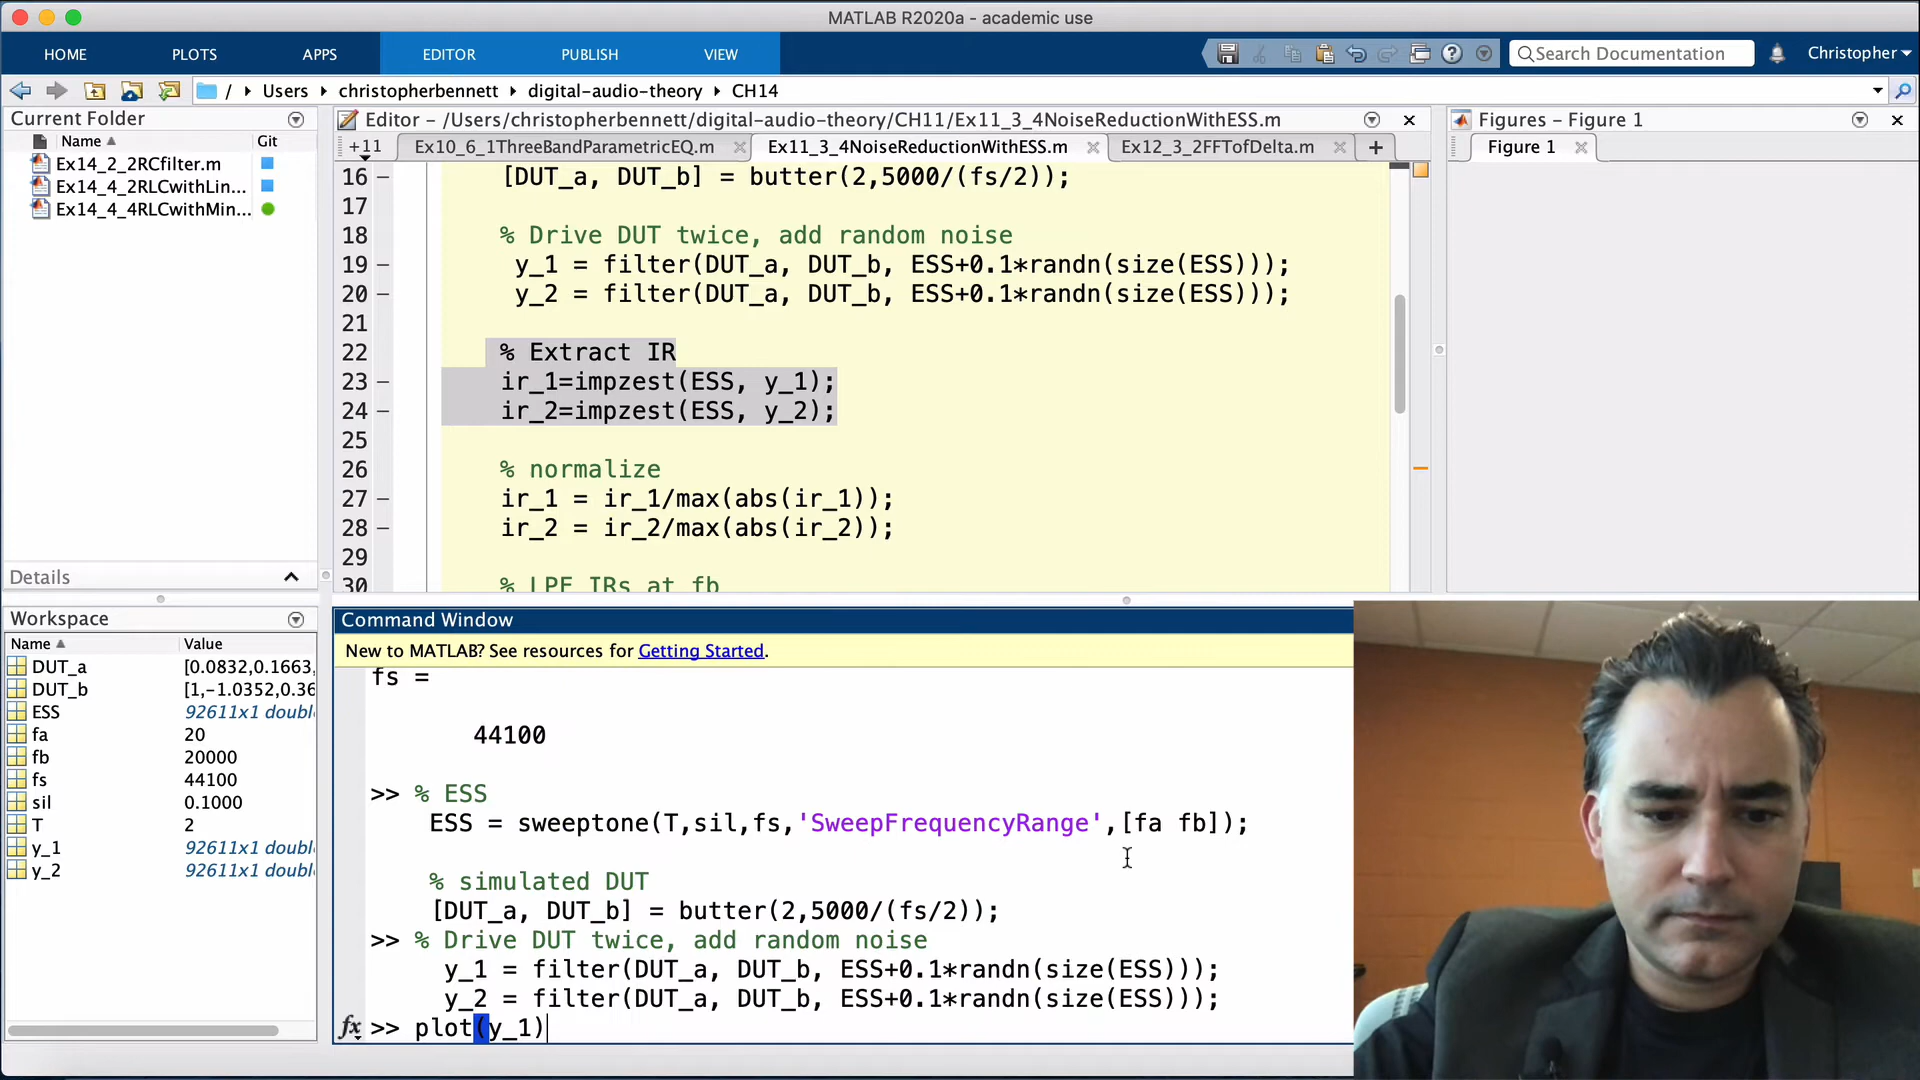 MATLAB R2020a - academic use
HOME PLOTS APPS EDITOR PUBLISH VIEW Search Documentation Christopher
/ Users christopherbennett digital-audio-theory CH14
Current Folder
Name Git
Ex14_2_2RCfilter.m
Ex14_4_2RLCwithLin...
Ex14_4_4RLCwithMin...
Details
Workspace
Name Value
DUT_a [0.0832,0.1663,
DUT_b [1,-1.0352,0.36
ESS 92611x1 doubl
fa 20
fb 20000
fs 44100
sil 0.1000
T 2
y_1 92611x1 doubl
y_2 92611x1 doubl
Editor - /Users/christopherbennett/digital-audio-theory/CH11/Ex11_3_4NoiseReductionWithESS.m
+11 Ex10_6_1ThreeBandParametricEQ.m Ex11_3_4NoiseReductionWithESS.m Ex12_3_2FFTofDelta.m +
16 – [DUT_a, DUT_b] = butter(2,5000/(fs/2));
17
18 % Drive DUT twice, add random noise
19 – y_1 = filter(DUT_a, DUT_b, ESS+0.1*randn(size(ESS)));
20 – y_2 = filter(DUT_a, DUT_b, ESS+0.1*randn(size(ESS)));
21
22 % Extract IR
23 – ir_1=impzest(ESS, y_1);
24 – ir_2=impzest(ESS, y_2);
25
26 % normalize
27 – ir_1 = ir_1/max(abs(ir_1));
28 – ir_2 = ir_2/max(abs(ir_2));
29
30 % LPF IRs at fb
Figures - Figure 1
Figure 1
Command Window
New to MATLAB? See resources for Getting Started.
fs =
44100
>> % ESS
ESS = sweeptone(T,sil,fs,'SweepFrequencyRange',[fa fb]);
% simulated DUT
[DUT_a, DUT_b] = butter(2,5000/(fs/2));
>> % Drive DUT twice, add random noise
y_1 = filter(DUT_a, DUT_b, ESS+0.1*randn(size(ESS)));
y_2 = filter(DUT_a, DUT_b, ESS+0.1*randn(size(ESS)));
fx >> plot(y_1)